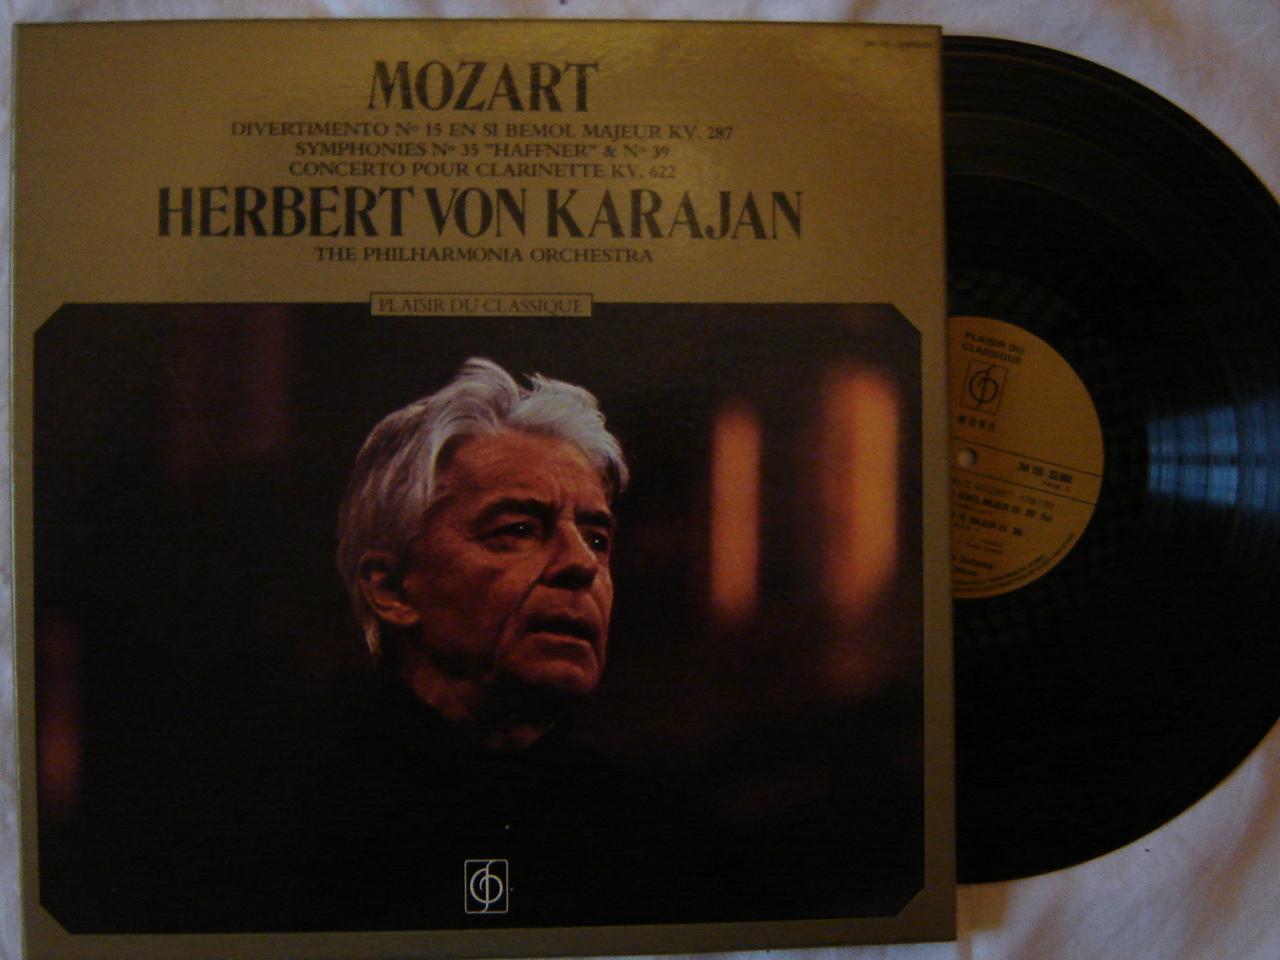 MOZART
DIVERTIMENTO Nº 15 EN SI BEMOL MAJEUR KV. 287
SYMPHONIES Nº 35 "HAFFNER" & Nº 39
CONCERTO POUR CLARINETTE KV. 622
HERBERT VON KARAJAN
THE PHILHARMONIA ORCHESTRA
PLAISIR DU CLASSIQUE
PLAISIR DU
CLASSIQUE
MONO